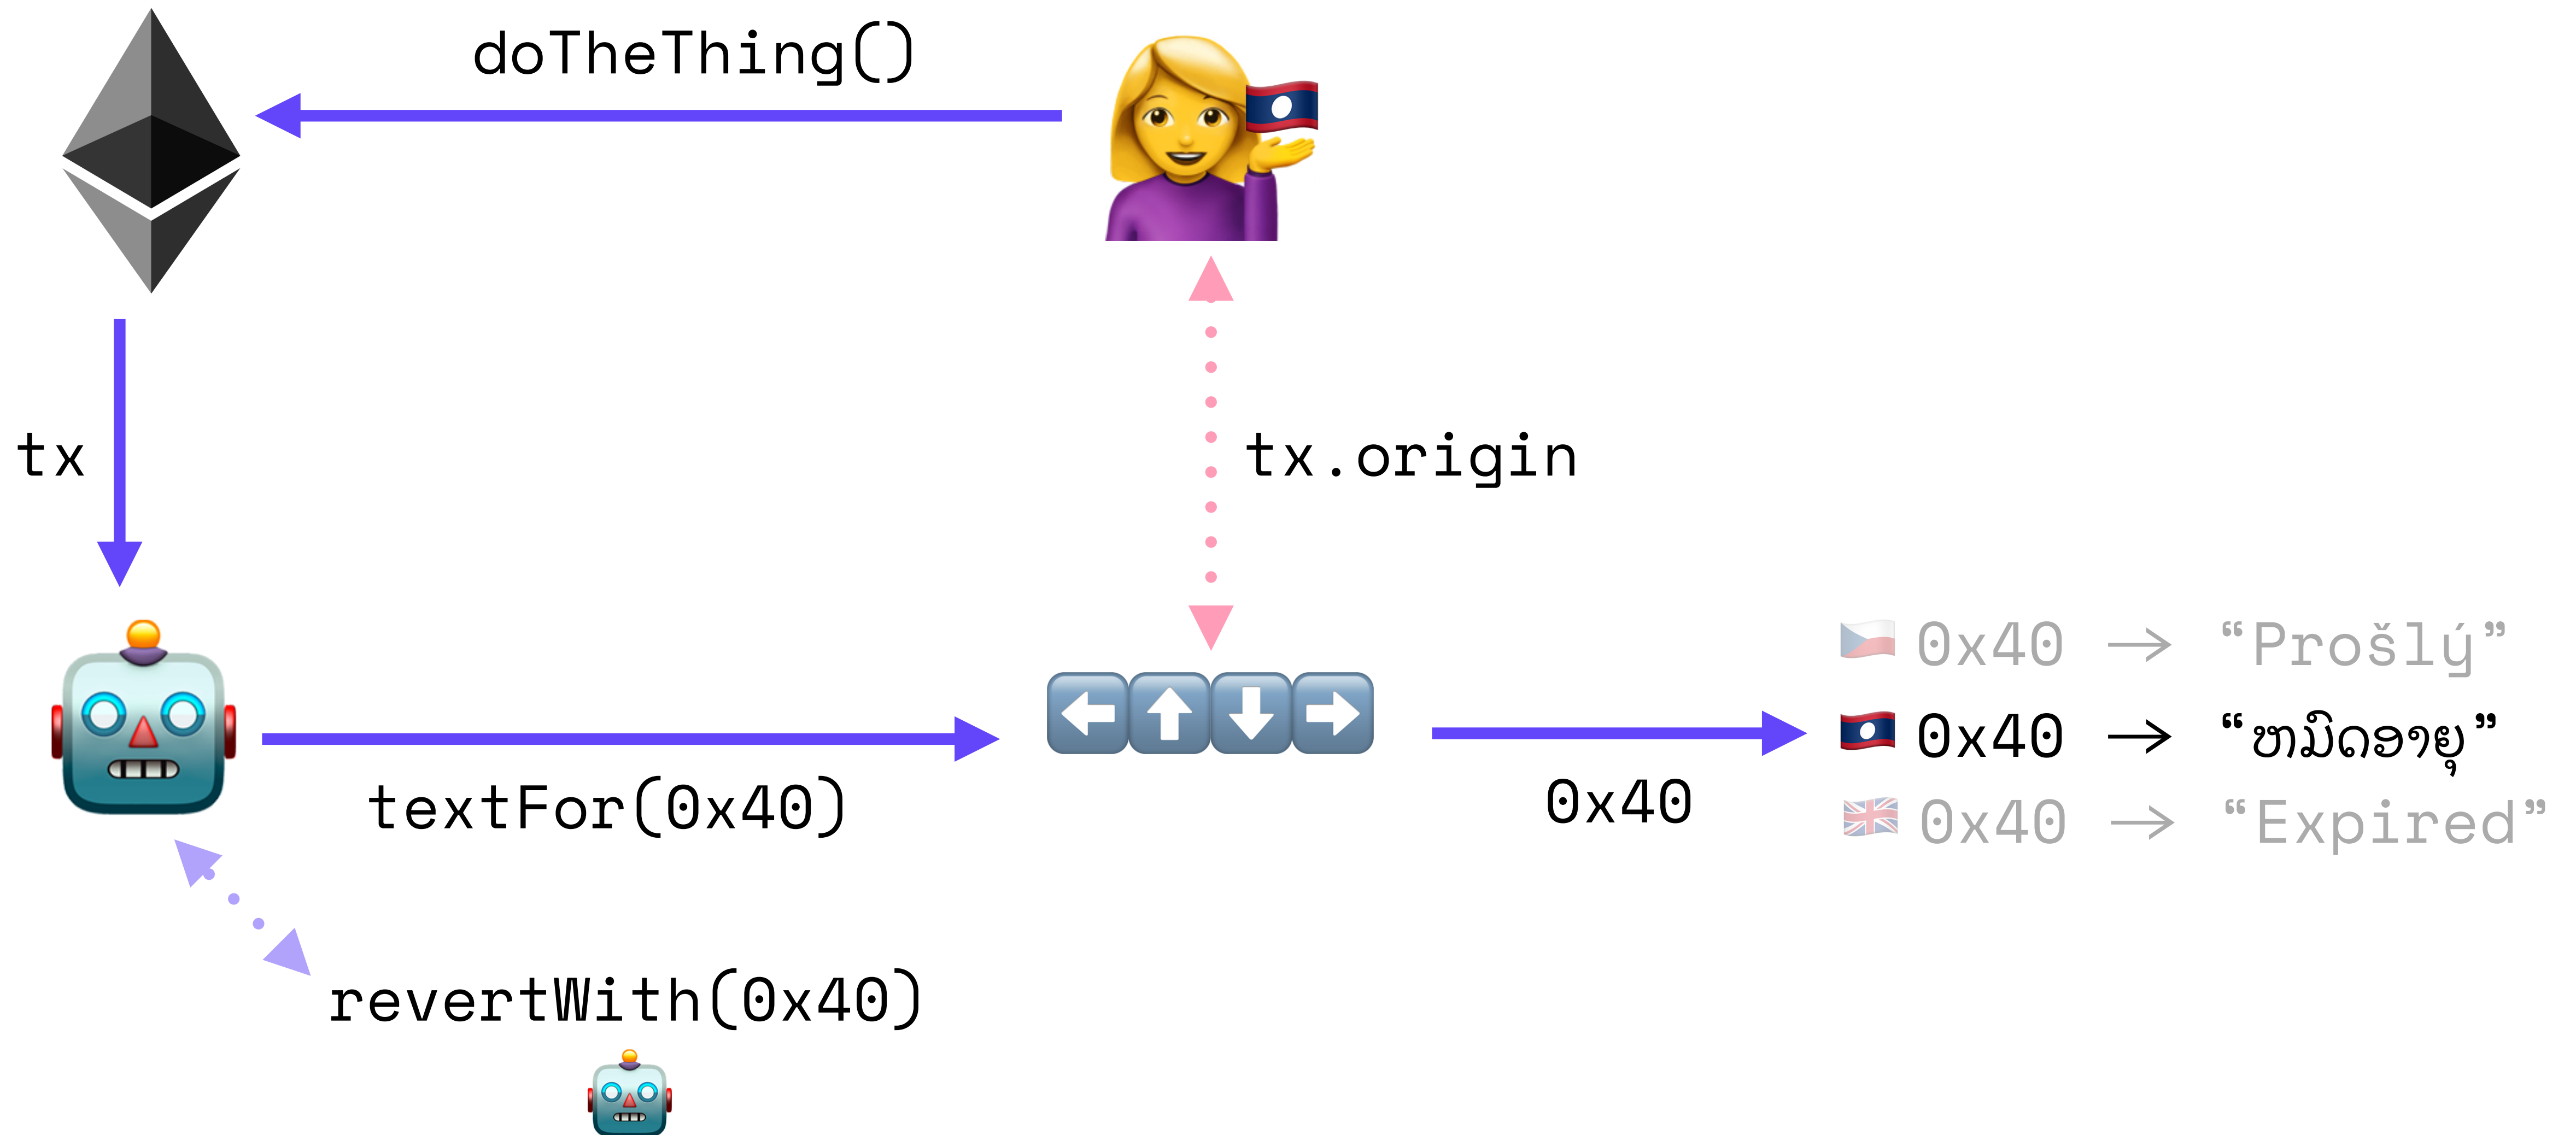 doTheThing()
tx
tx.origin
textFor(0x40)
0x40
0x40 → “Prošlý”
0x40 → “ຫມົດອາຍຸ”
0x40 → “Expired”
revertWith(0x40)